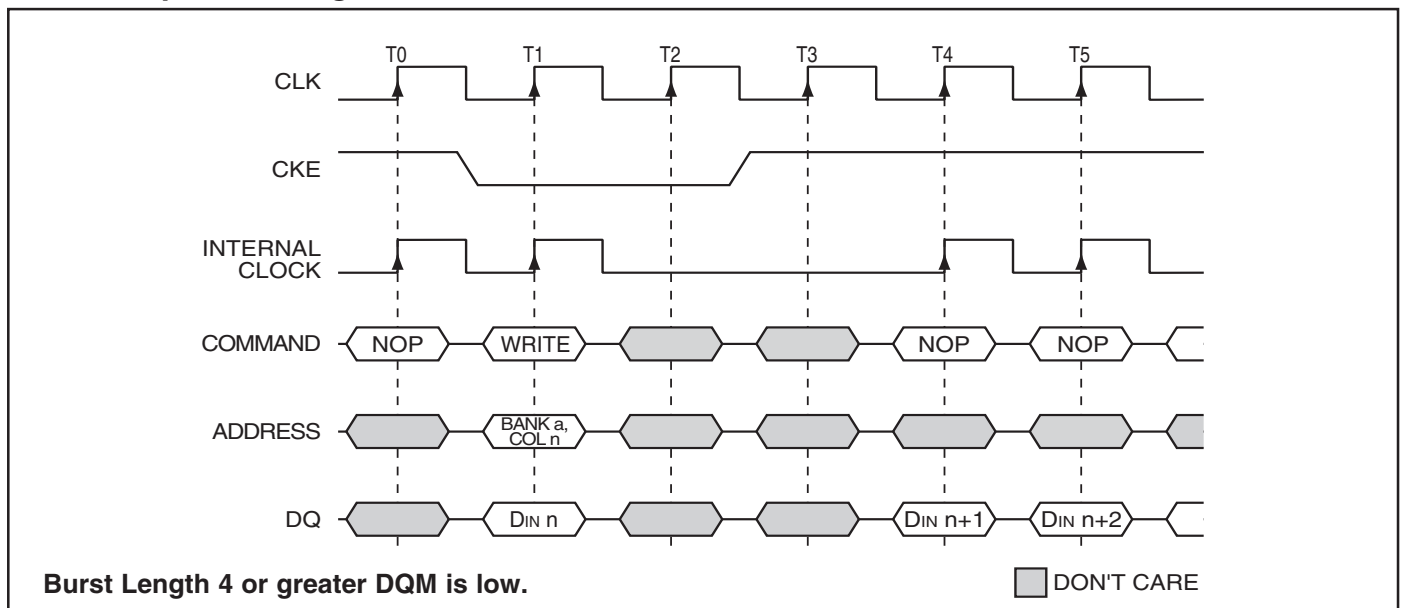 T0 T1 T2 T3 T4 T5
CLK
CKE
INTERNAL
CLOCK
COMMAND NOP WRITE NOP NOP
ADDRESS BANK a,
COL n
DQ DIN n DIN n+1 DIN n+2
Burst Length 4 or greater DQM is low.
DON'T CARE